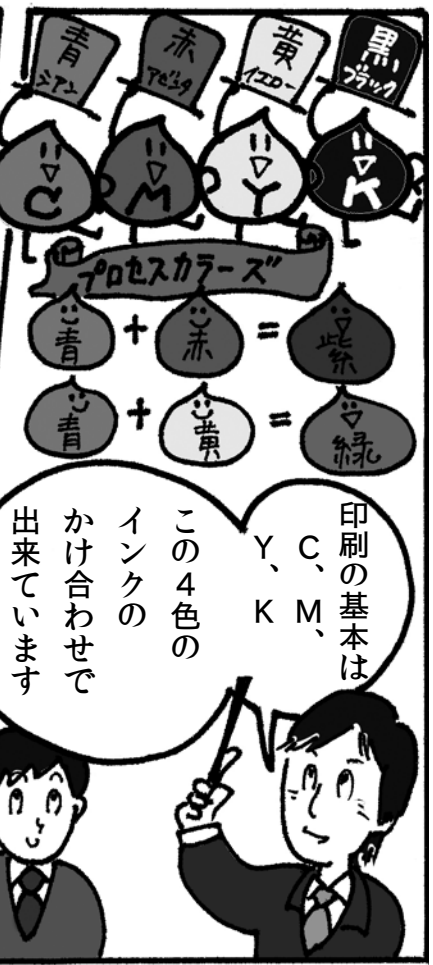 青
シアン
赤
マゼンタ
黄
イエロー
黒
ブラック
C
M
Y
K
プロセスカラーズ
青+赤=紫
青+黄=緑
印刷の基本は
C、M、
Y、K
この4色の
インクの
かけ合わせで
出来ています